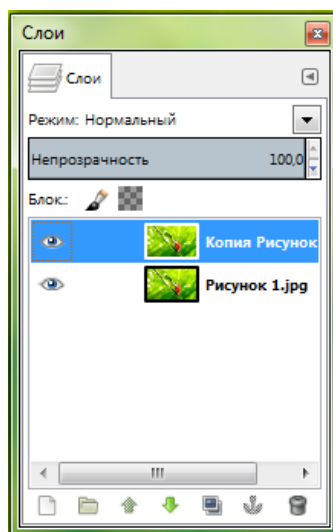 Слои
Слои
Режим: Нормальный
Непрозрачность 100,0
Блок.:
Копия Рисунок
Рисунок 1.jpg